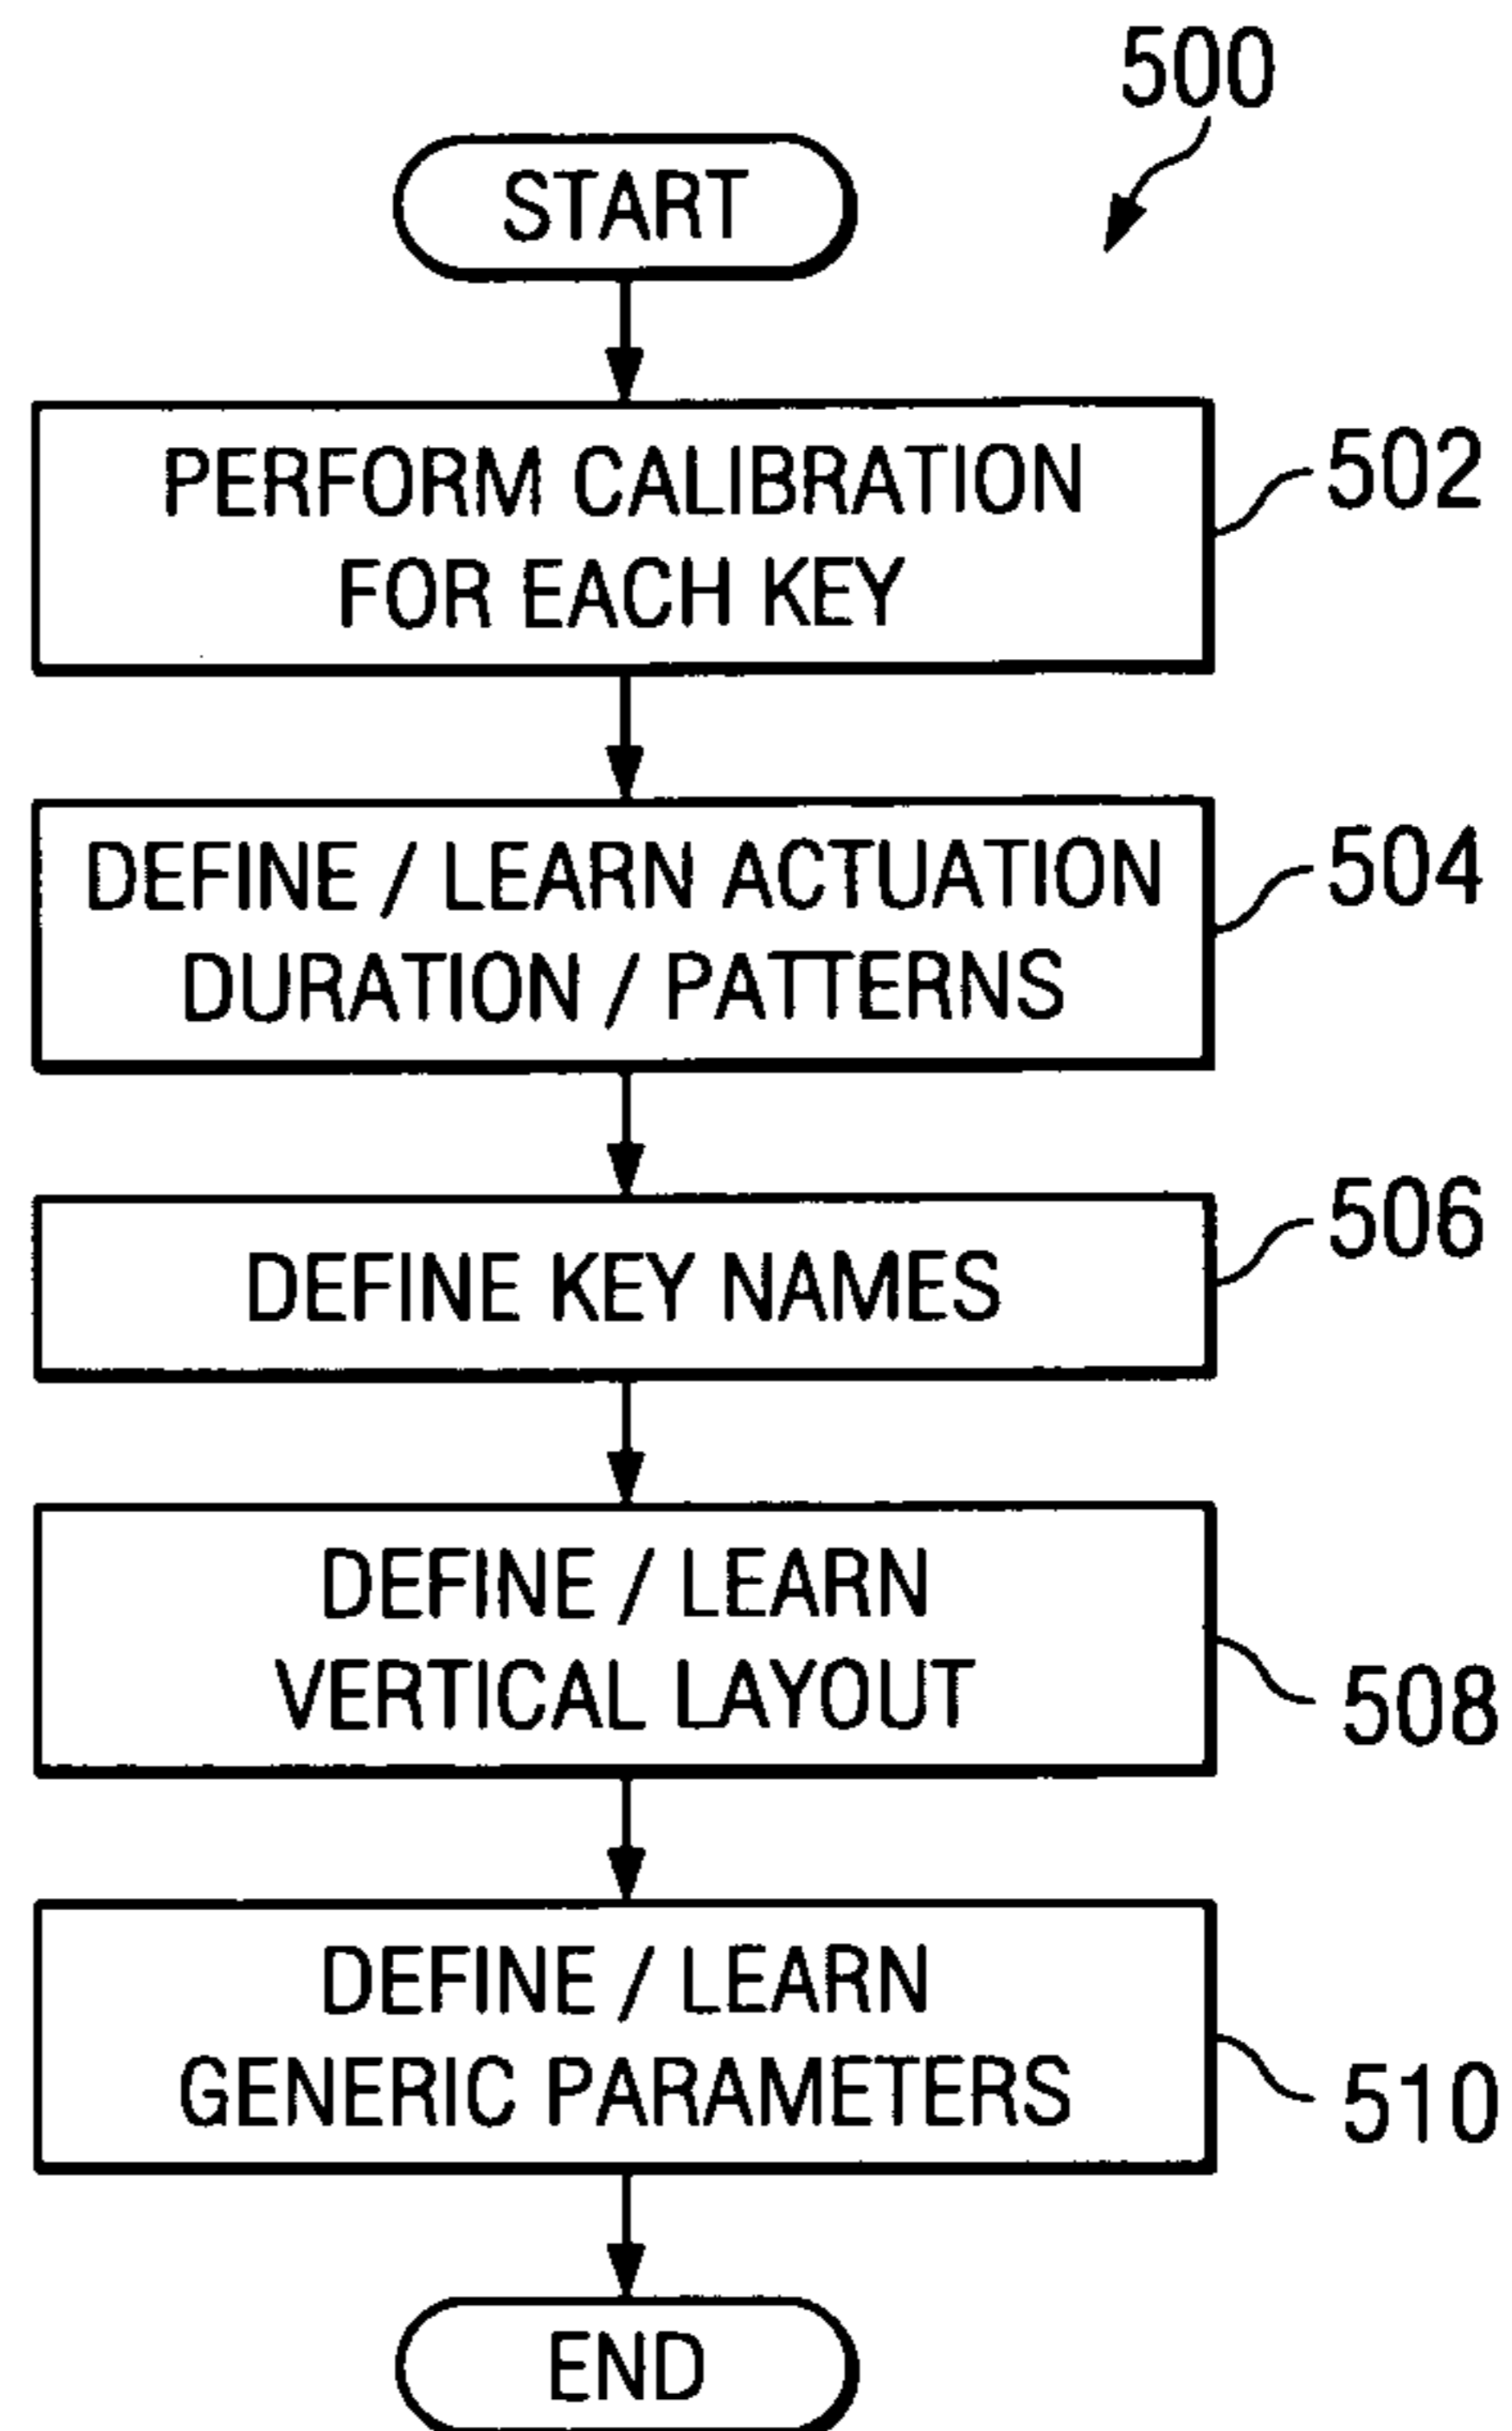 500
START
PERFORM CALIBRATION
FOR EACH KEY
502
DEFINE / LEARN ACTUATION
DURATION / PATTERNS
504
DEFINE KEY NAMES
506
DEFINE / LEARN
VERTICAL LAYOUT
508
DEFINE / LEARN
GENERIC PARAMETERS
510
END